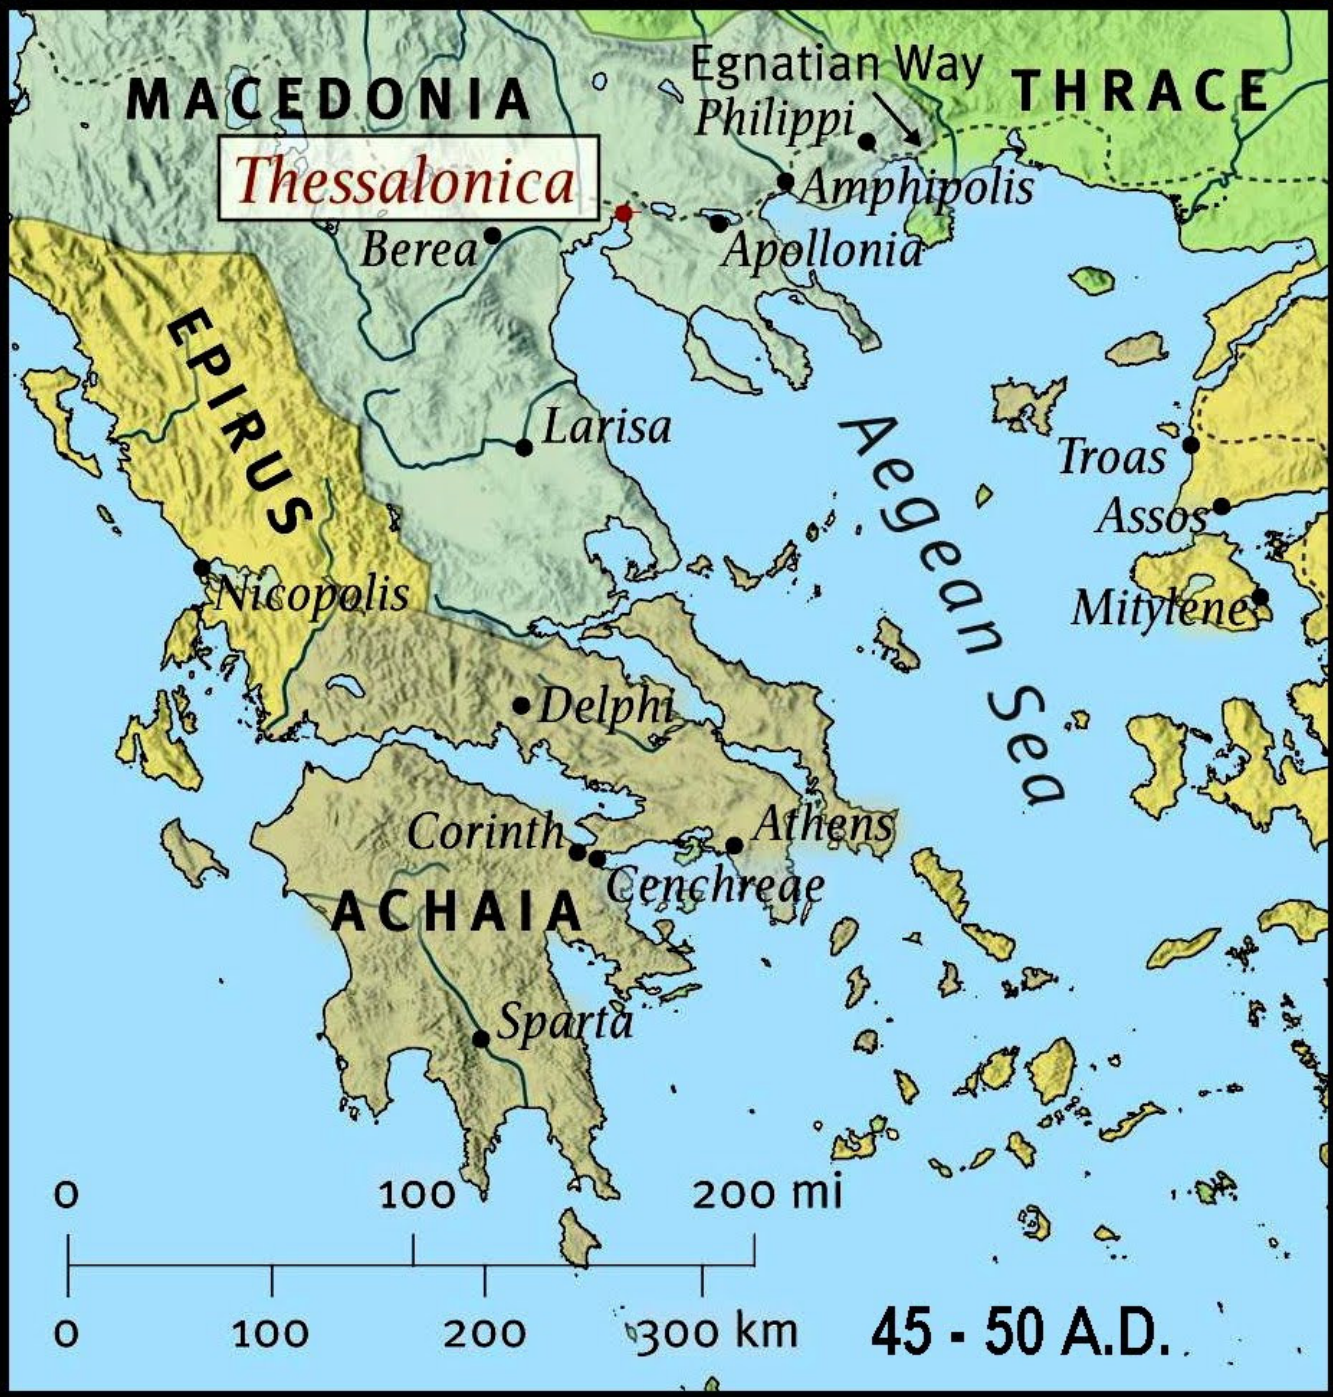 Egnatian Way
MACEDONIA
THRACE
Philippi
Thessalonica
Amphipolis
Berea
Apollonia
EPIRUS
Larisa
Aegean Sea
Troas
Assos
Nicopolis
Mitylene
Delphi
Corinth
Athens
Cenchreae
ACHAIA
Sparta
0 100 200 mi
0 100 200 300 km
45 - 50 A.D.